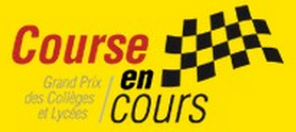 Course
en
cours
Grand Prix
des Collèges
et Lycées